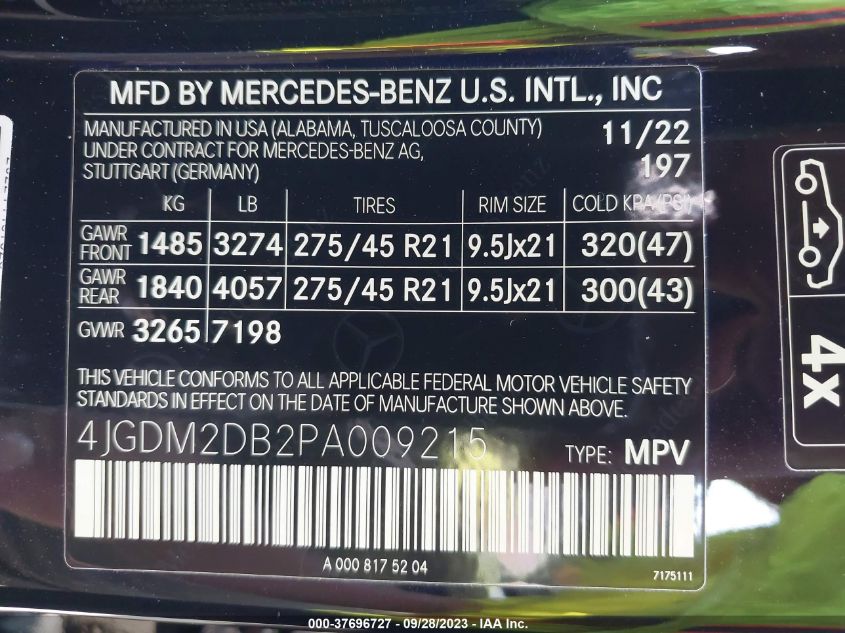 MFD BY MERCEDES-BENZ U.S. INTL., INC
MANUFACTURED IN USA (ALABAMA, TUSCALOOSA COUNTY) 11/22
UNDER CONTRACT FOR MERCEDES-BENZ AG,
STUTTGART (GERMANY) 197
KG LB TIRES RIM SIZE COLD KPA/(PSI)
GAWR FRONT 1485 3274 275/45 R21 9.5Jx21 320(47)
GAWR REAR 1840 4057 275/45 R21 9.5Jx21 300(43)
GVWR 3265 7198
THIS VEHICLE CONFORMS TO ALL APPLICABLE FEDERAL MOTOR VEHICLE SAFETY
STANDARDS IN EFFECT ON THE DATE OF MANUFACTURE SHOWN ABOVE.
4JGDM2DB2PA009215 TYPE: MPV
A 000 817 52 04
7175111
4x
000-37696727 - 09/28/2023 - IAA Inc.